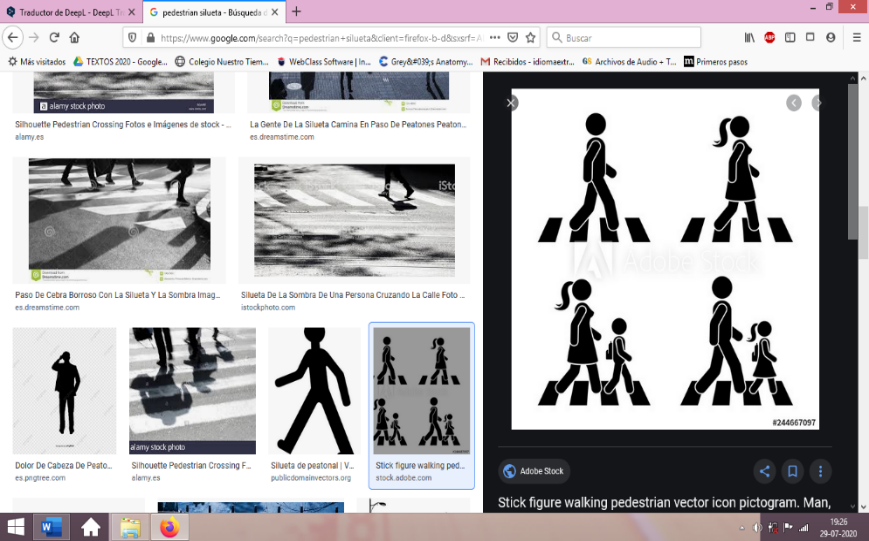 Traductor de DeepL - DeepL Tr
pedestrian silueta - Búsqueda d
https://www.google.com/search?q=pedestrian+silueta&client=firefox-b-d&sxsrf=A
Buscar
Más visitados
TEXTOS 2020 - Google...
Colegio Nuestro Tiem...
WebClass Software | In...
Grey&#039;s Anatomy...
Recibidos - idiomaestr...
Archivos de Audio + T...
Primeros pasos
a alamy stock photo
Silhouette Pedestrian Crossing Fotos e Imágenes de stock - ...
alamy.es
La Gente De La Silueta Camina En Paso De Peatones Peaton...
es.dreamstime.com
iSto
Paso De Cebra Borroso Con La Silueta Y La Sombra Imag...
es.dreamstime.com
Silueta De La Sombra De Una Persona Cruzando La Calle Foto ...
istockphoto.com
alamy stock photo
Dolor De Cabeza De Peato...
es.pngtree.com
Silhouette Pedestrian Crossing F...
alamy.es
Silueta de peatonal | V...
publicdomainvectors.org
Stick figure walking ped...
stock.adobe.com
Adobe Stock
#244667097
Adobe Stock
Stick figure walking pedestrian vector icon pictogram. Man,
19:26
29-07-2020